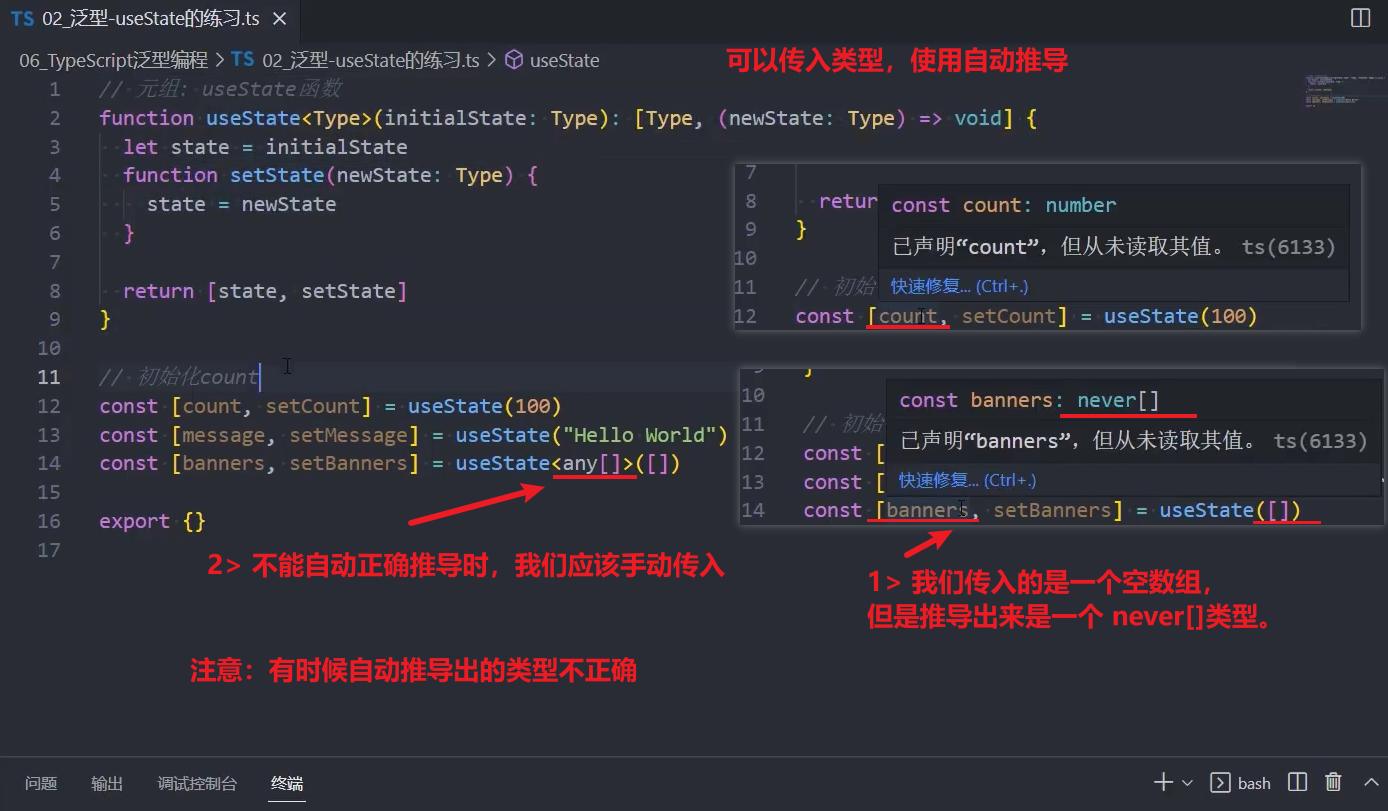 TS 02_泛型-useState的练习.ts ×
06_TypeScript泛型编程 > TS 02_泛型-useState的练习.ts > useState
可以传入类型，使用自动推导
1 // 元组: useState函数
2 function useState<Type>(initialState: Type): [Type, (newState: Type) => void] {
3 let state = initialState
4 function setState(newState: Type) {
5 state = newState
6 }
7
8 return [state, setState]
9 }
10
11 // 初始化count
12 const [count, setCount] = useState(100)
13 const [message, setMessage] = useState("Hello World")
14 const [banners, setBanners] = useState<any[]>([])
15
16 export {}
17
7
8 retur
const count: number
9 }
已声明“count”，但从未读取其值。 ts(6133)
10
快速修复... (Ctrl+.)
11 // 初始
12 const [count, setCount] = useState(100)
}
10
const banners: never[]
11 // 初始
已声明“banners”，但从未读取其值。 ts(6133)
12 const [
13 const [
快速修复... (Ctrl+.)
14 const [banners, setBanners] = useState([])
2> 不能自动正确推导时，我们应该手动传入
1> 我们传入的是一个空数组，
但是推导出来是一个 never[]类型。
注意：有时候自动推导出的类型不正确
问题 输出 调试控制台 终端
bash